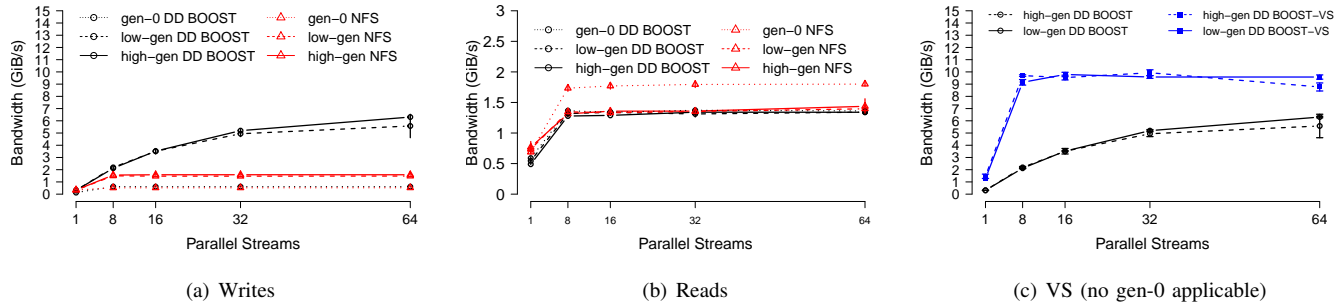 Bandwidth (GiB/s)
15
14
13
12
11
10
9
8
7
6
5
4
3
2
1
0
gen−0 DD BOOST
low−gen DD BOOST
high−gen DD BOOST
gen−0 NFS
low−gen NFS
high−gen NFS
1 8 16 32 64
Parallel Streams
(a) Writes
Bandwidth (GiB/s)
3
2.5
2
1.5
1
0.5
0
gen−0 DD BOOST
low−gen DD BOOST
high−gen DD BOOST
gen−0 NFS
low−gen NFS
high−gen NFS
1 8 16 32 64
Parallel Streams
(b) Reads
Bandwidth (GiB/s)
15
14
13
12
11
10
9
8
7
6
5
4
3
2
1
0
high−gen DD BOOST
low−gen DD BOOST
high−gen DD BOOST−VS
low−gen DD BOOST−VS
1 8 16 32 64
Parallel Streams
(c) VS (no gen-0 applicable)